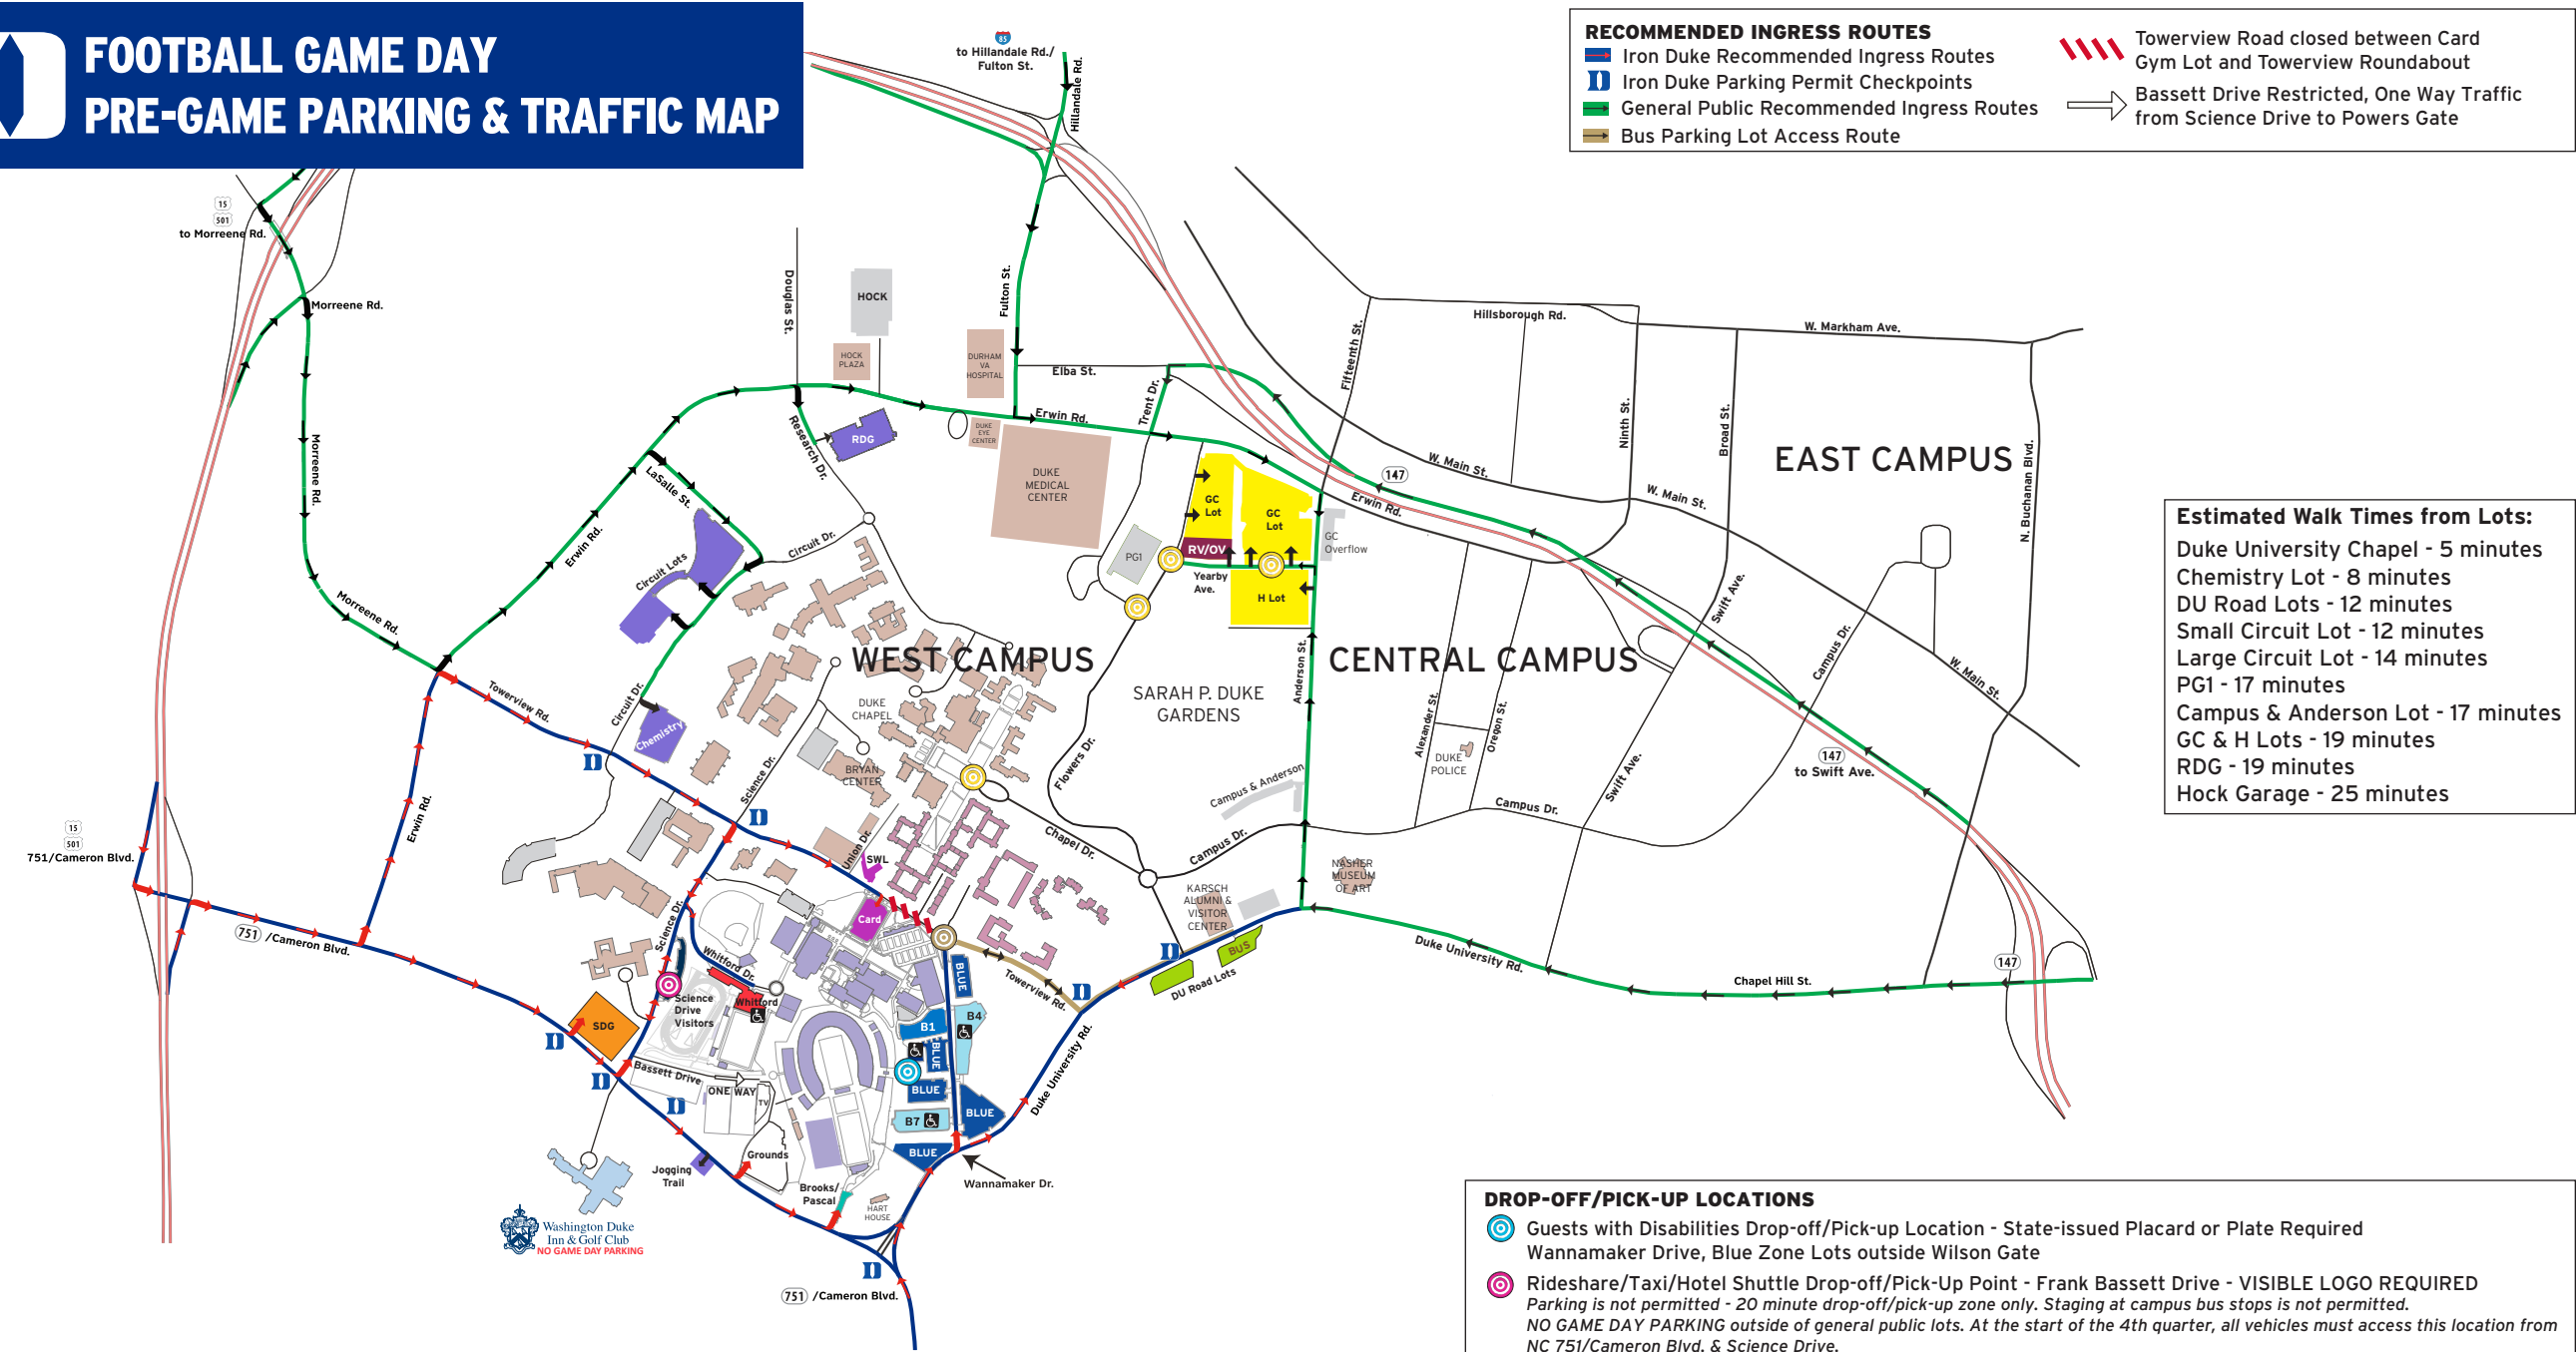 FOOTBALL GAME DAY
PRE-GAME PARKING & TRAFFIC MAP
RECOMMENDED INGRESS ROUTES
Iron Duke Recommended Ingress Routes
Iron Duke Parking Permit Checkpoints
General Public Recommended Ingress Routes
Bus Parking Lot Access Route
Towerview Road closed between Card
Gym Lot and Towerview Roundabout
Bassett Drive Restricted, One Way Traffic
from Science Drive to Powers Gate
85
to Hillandale Rd./
Fulton St.
Hillandale Rd.
15
501
to Morreene Rd.
Morreene Rd.
Morreene Rd.
Morreene Rd.
Douglas St.
HOCK
HOCK
PLAZA
DURHAM
VA
HOSPITAL
Fulton St.
Elba St.
Trent Dr.
Erwin Rd.
Fifteenth St.
Hillsborough Rd.
W. Markham Ave.
Ninth St.
Broad St.
N. Buchanan Blvd.
EAST CAMPUS
W. Main St.
W. Main St.
W. Main St.
147
Erwin Rd.
Research Dr.
RDG
DUKE
EYE
CENTER
DUKE
MEDICAL
CENTER
LaSalle St.
Erwin Rd.
Circuit Lots
Circuit Dr.
PG1
GC
Lot
GC
Lot
RV/OV
Yearby
Ave.
H Lot
GC
Overflow
WEST CAMPUS
CENTRAL CAMPUS
SARAH P. DUKE
GARDENS
Anderson St.
Alexander St.
Oregon St.
DUKE
POLICE
Swift Ave.
Swift Ave.
Campus Dr.
147
to Swift Ave.
Estimated Walk Times from Lots:
Duke University Chapel - 5 minutes
Chemistry Lot - 8 minutes
DU Road Lots - 12 minutes
Small Circuit Lot - 12 minutes
Large Circuit Lot - 14 minutes
PG1 - 17 minutes
Campus & Anderson Lot - 17 minutes
GC & H Lots - 19 minutes
RDG - 19 minutes
Hock Garage - 25 minutes
Towerview Rd.
Circuit Dr.
Chemistry
DUKE
CHAPEL
BRYAN
CENTER
Science Dr.
Flowers Dr.
Campus & Anderson
Campus Dr.
Campus Dr.
Chapel Dr.
Union Dr.
SWL
Card
15
501
751/Cameron Blvd.
Erwin Rd.
751 /Cameron Blvd.
Science Dr.
Whitford Dr.
Whitford
Science
Drive
Visitors
SDG
KARSCH
ALUMNI &
VISITOR
CENTER
NASHER
MUSEUM
OF ART
BUS
DU Road Lots
Duke University Rd.
Chapel Hill St.
147
Towerview Rd.
Duke University Rd.
BLUE
B1
B4
BLUE
BLUE
BLUE
B7
BLUE
Bassett Drive
ONE WAY
TV
Grounds
Jogging
Trail
Brooks/
Pascal
HART
HOUSE
Wannamaker Dr.
Washington Duke
Inn & Golf Club
NO GAME DAY PARKING
751 /Cameron Blvd.
DROP-OFF/PICK-UP LOCATIONS
Guests with Disabilities Drop-off/Pick-up Location - State-issued Placard or Plate Required
Wannamaker Drive, Blue Zone Lots outside Wilson Gate
Rideshare/Taxi/Hotel Shuttle Drop-off/Pick-Up Point - Frank Bassett Drive - VISIBLE LOGO REQUIRED
Parking is not permitted - 20 minute drop-off/pick-up zone only. Staging at campus bus stops is not permitted.
NO GAME DAY PARKING outside of general public lots. At the start of the 4th quarter, all vehicles must access this location from
NC 751/Cameron Blvd. & Science Drive.